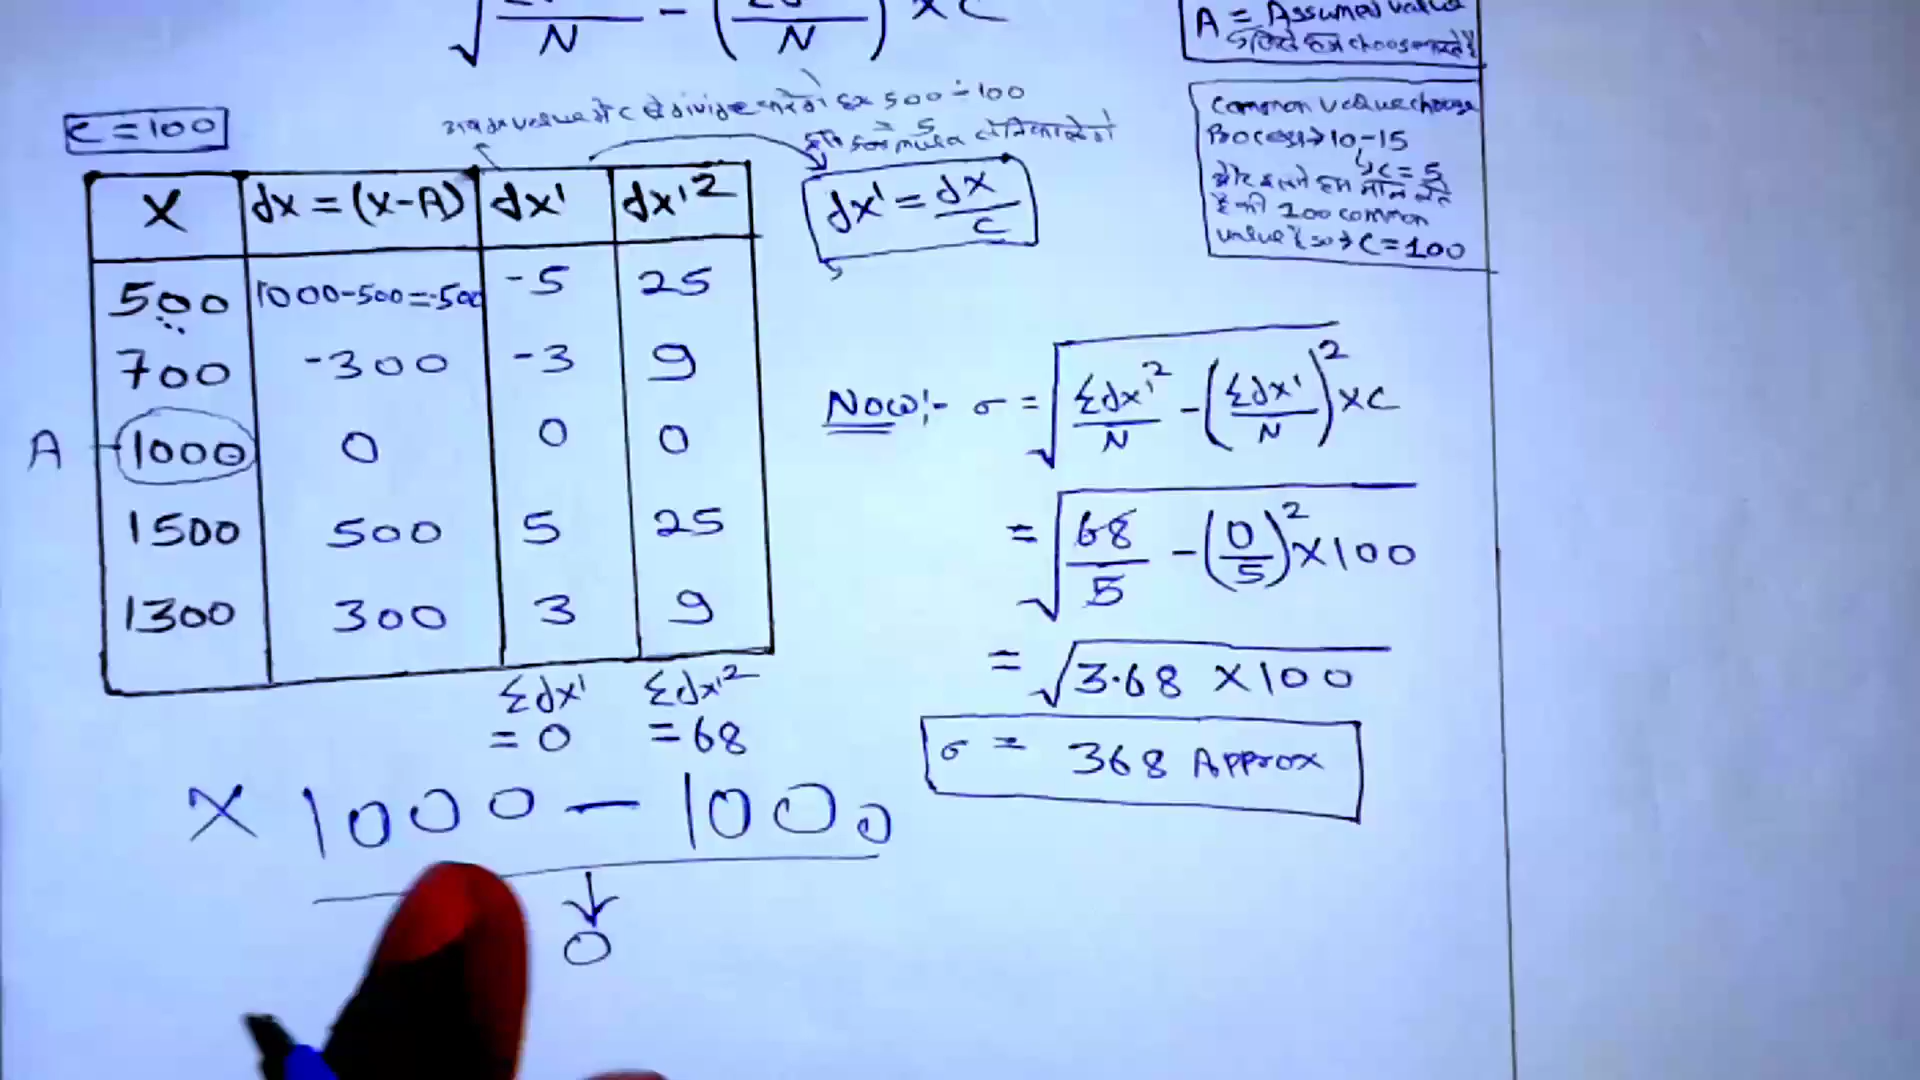 N - N × C
A = Assumed value
C = 100
÷ 100
Common value choose
Process → 10-15
C = 5
100 common
value है so → C = 100
X dx = (X-A) dx' dx'²
dx' = dx/C
500 1000-500=-500 -5 25
700 -300 -3 9
A 1000 0 0 0
1500 500 5 25
1300 300 3 9
Σdx' Σdx'²
= 0 = 68
Now:- σ = √Σdx'²/N - (Σdx'/N)² × C
= √68/5 - (0/5)² × 100
= √3.68 × 100
σ = 368 Approx
× 1000 — 1000
↓
0